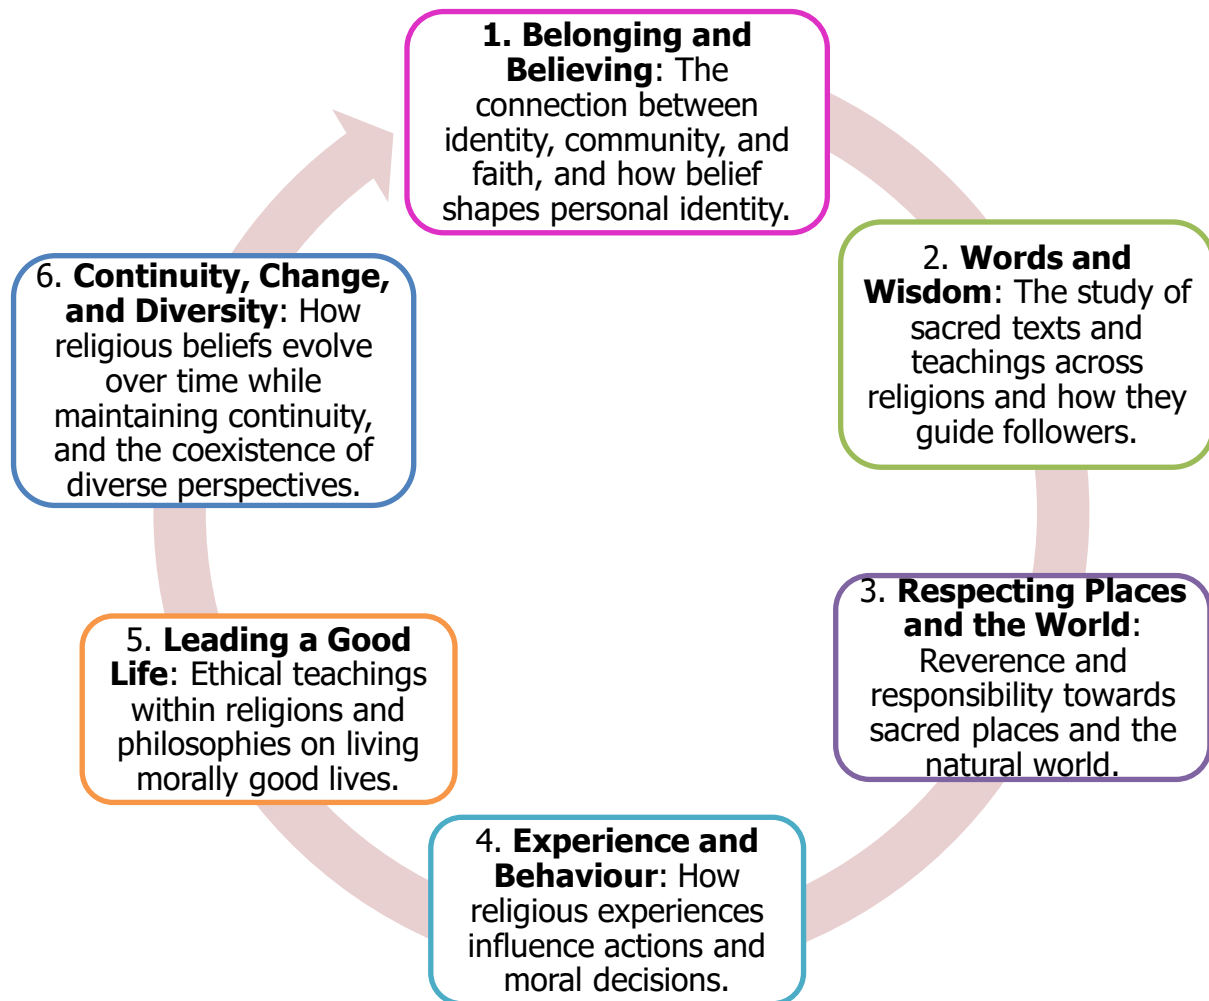 1. Belonging and
Believing: The
connection between
identity, community, and
faith, and how belief
shapes personal identity.
2. Words and
Wisdom: The study of
sacred texts and
teachings across
religions and how they
guide followers.
3. Respecting Places
and the World:
Reverence and
responsibility towards
sacred places and the
natural world.
4. Experience and
Behaviour: How
religious experiences
influence actions and
moral decisions.
5. Leading a Good
Life: Ethical teachings
within religions and
philosophies on living
morally good lives.
6. Continuity, Change,
and Diversity: How
religious beliefs evolve
over time while
maintaining continuity,
and the coexistence of
diverse perspectives.